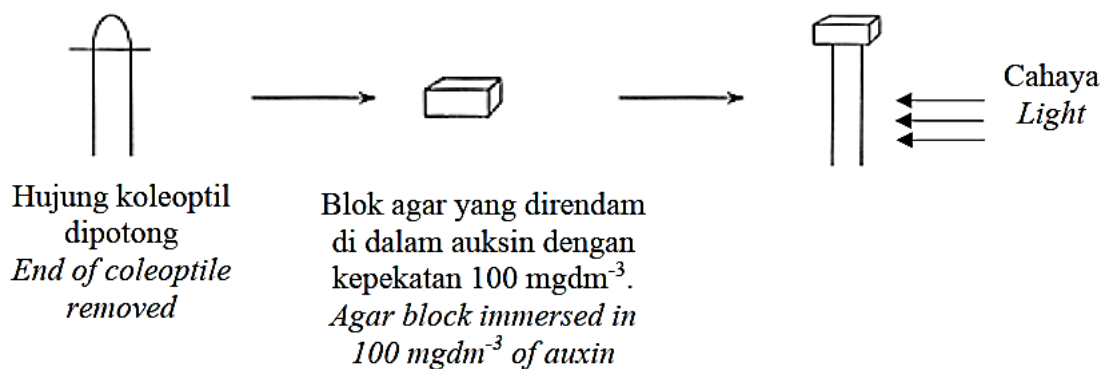 Hujung koleoptil
dipotong
End of coleoptile
removed
Blok agar yang direndam
di dalam auksin dengan
kepekatan 100 mgdm⁻³.
Agar block immersed in
100 mgdm⁻³ of auxin
Cahaya
Light